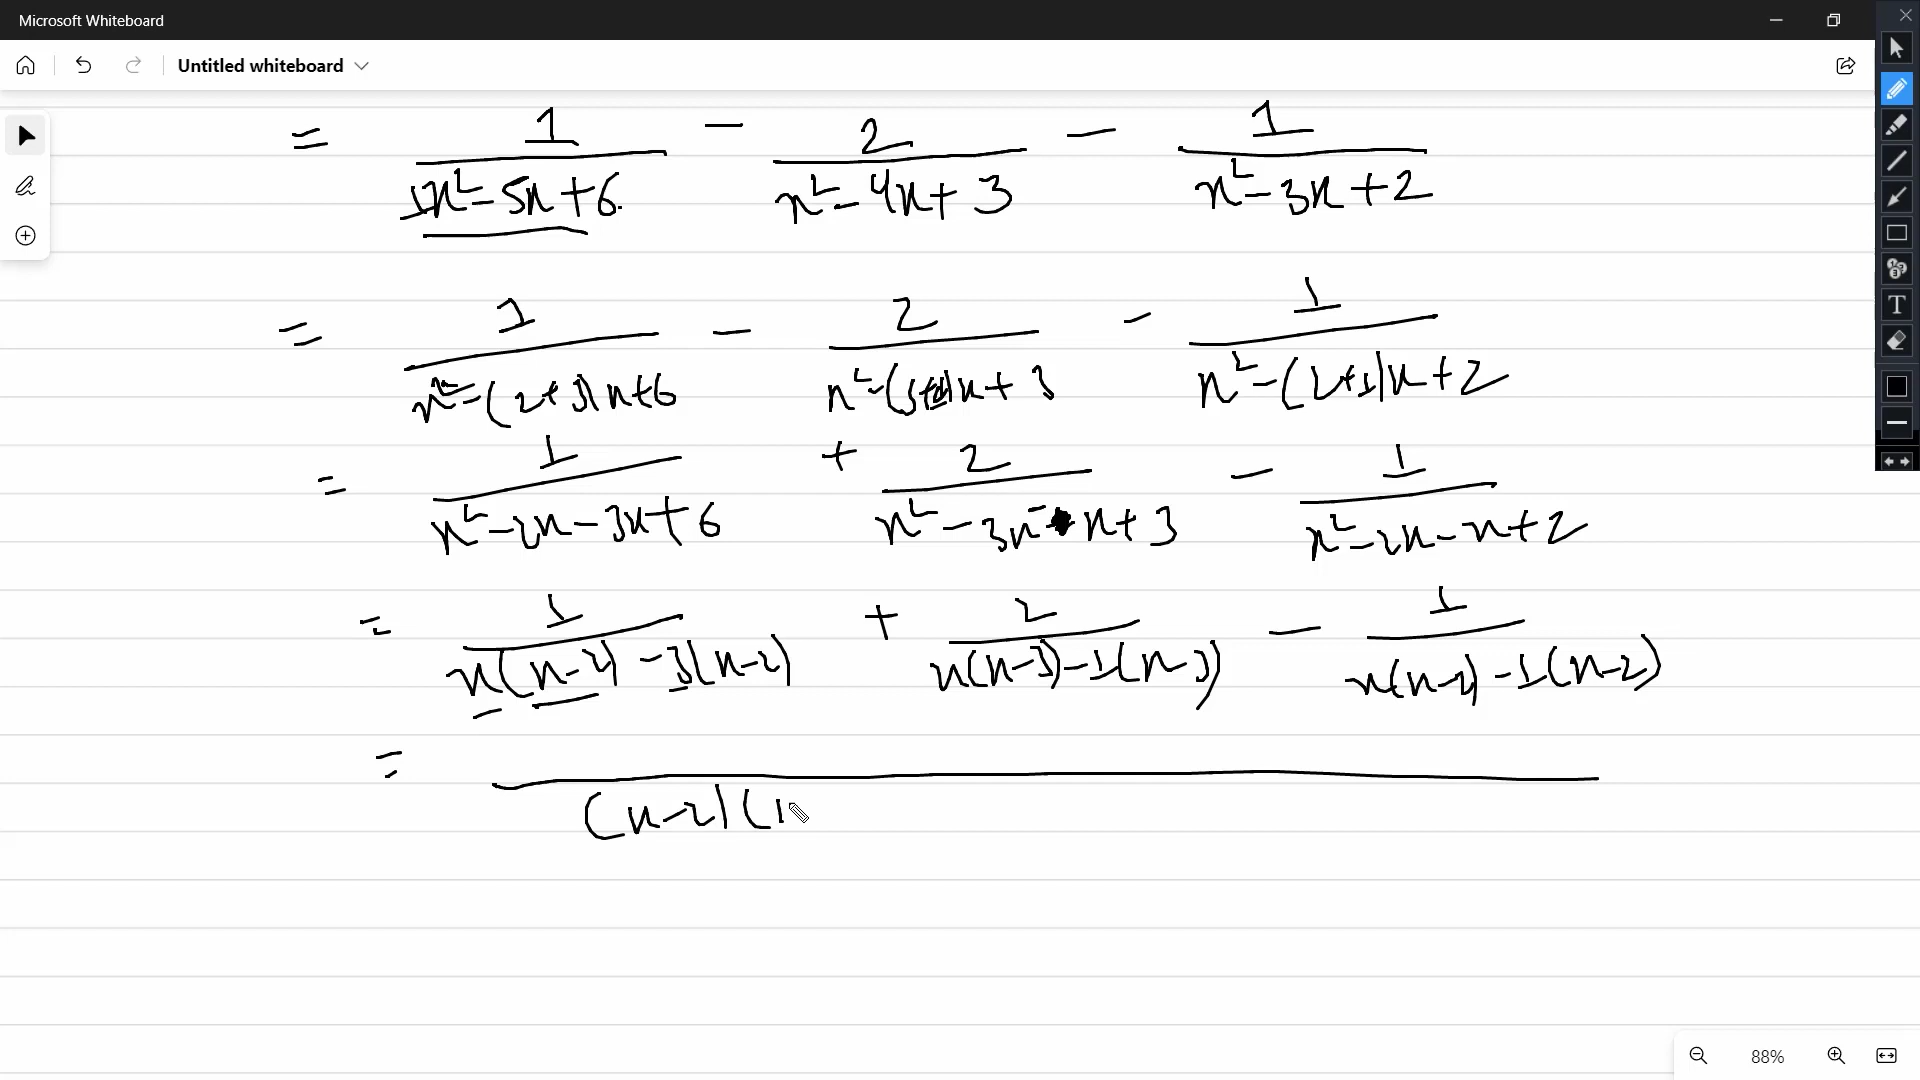 Microsoft Whiteboard
Untitled whiteboard
= 1/(1x² - 5x + 6) - 2/(x² - 4x + 3) - 1/(x² - 3x + 2)
= 1/(x² - (2+3)x + 6) - 2/(x² - (3+1)x + 3) - 1/(x² - (2+1)x + 2)
= 1/(x² - 2x - 3x + 6) + 2/(x² - 3x - x + 3) - 1/(x² - 2x - x + 2)
= 1/(x(x-2) - 3(x-2)) + 2/(x(x-3) - 1(x-3)) - 1/(x(x-2) - 1(x-2))
= /(x-2)(
T
88%